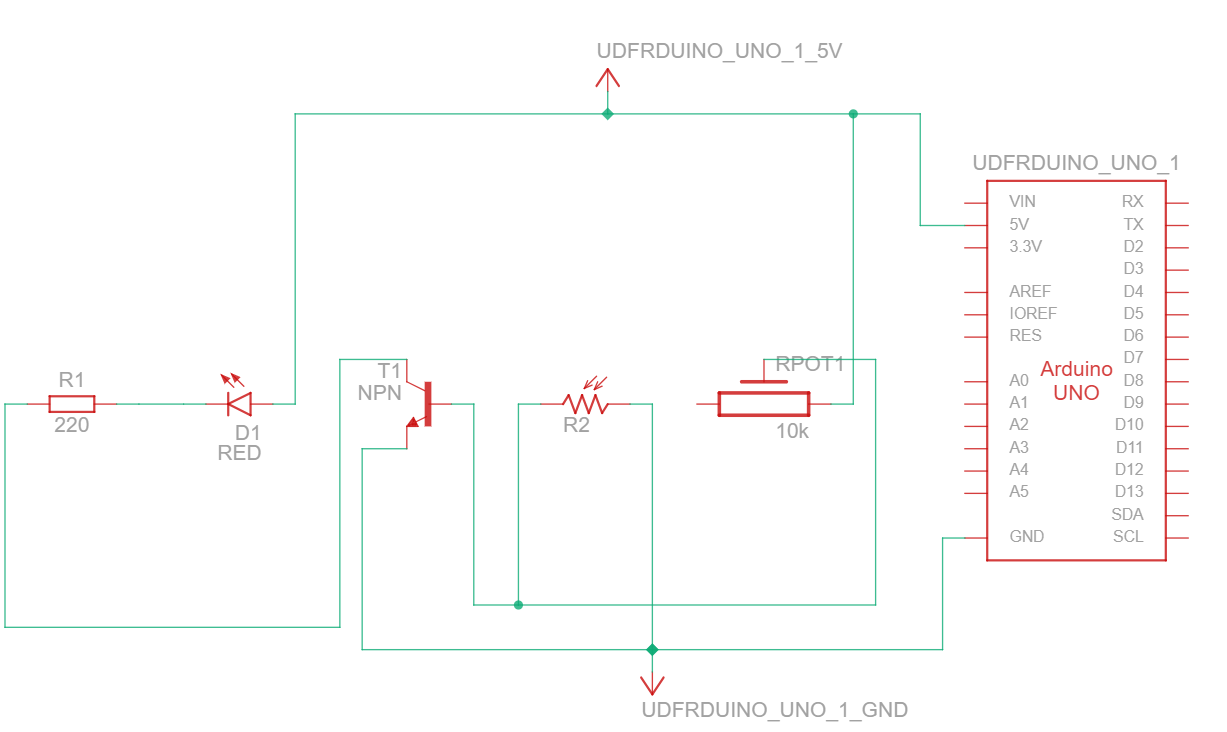 UDFRDUINO_UNO_1_5V
UDFRDUINO_UNO_1
VIN RX
5V TX
3.3V D2
D3
AREF D4
IOREF D5
RES D6
D7
Arduino
UNO
A0 D8
A1 D9
A2 D10
A3 D11
A4 D12
A5 D13
SDA
GND SCL
R1
220
D1
RED
T1
NPN
R2
RPOT1
10k
UDFRDUINO_UNO_1_GND